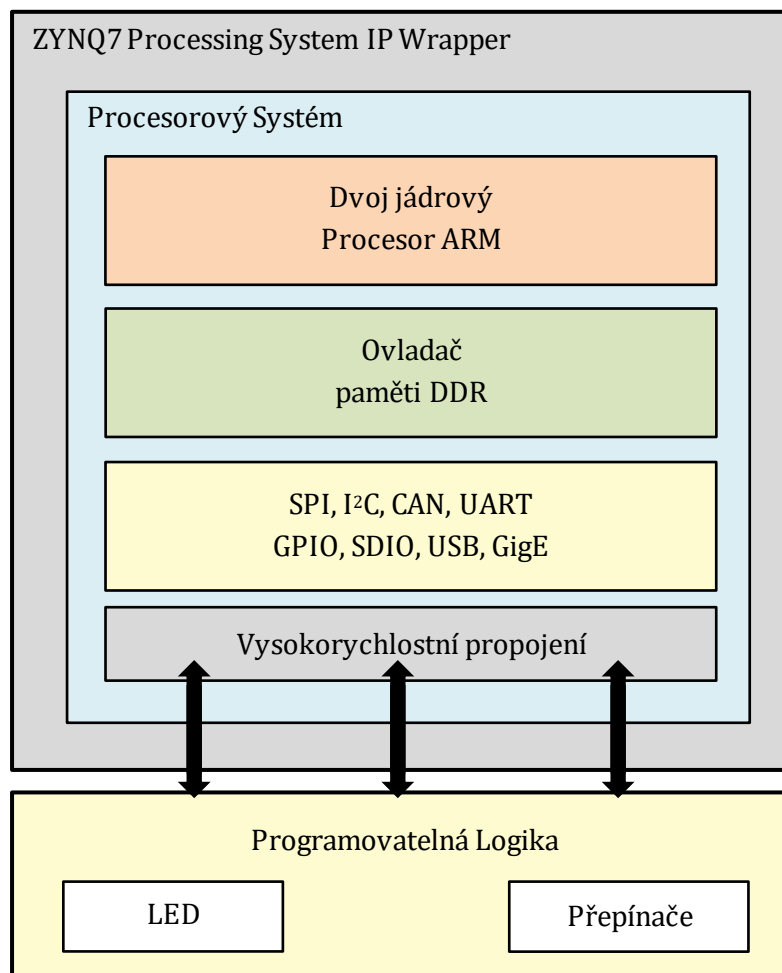 ZYNQ7 Processing System IP Wrapper
Procesorový Systém
Dvoj jádrový
Procesor ARM
Ovladač
paměti DDR
SPI, I²C, CAN, UART
GPIO, SDIO, USB, GigE
Vysokorychlostní propojení
Programovatelná Logika
LED
Přepínače